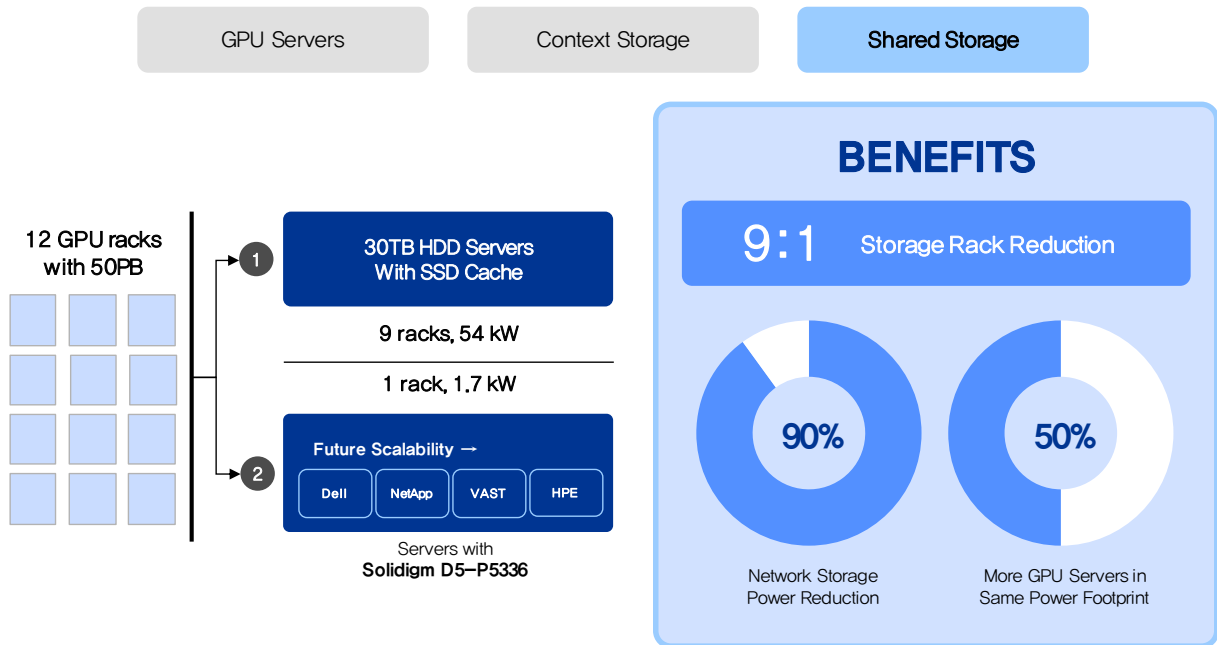 GPU Servers
Context Storage
Shared Storage
12 GPU racks
with 50PB
1
30TB HDD Servers
With SSD Cache
9 racks, 54 kW
1 rack, 1.7 kW
2
Future Scalability →
Dell
NetApp
VAST
HPE
Servers with
Solidigm D5-P5336
BENEFITS
9:1 Storage Rack Reduction
90%
Network Storage
Power Reduction
50%
More GPU Servers in
Same Power Footprint